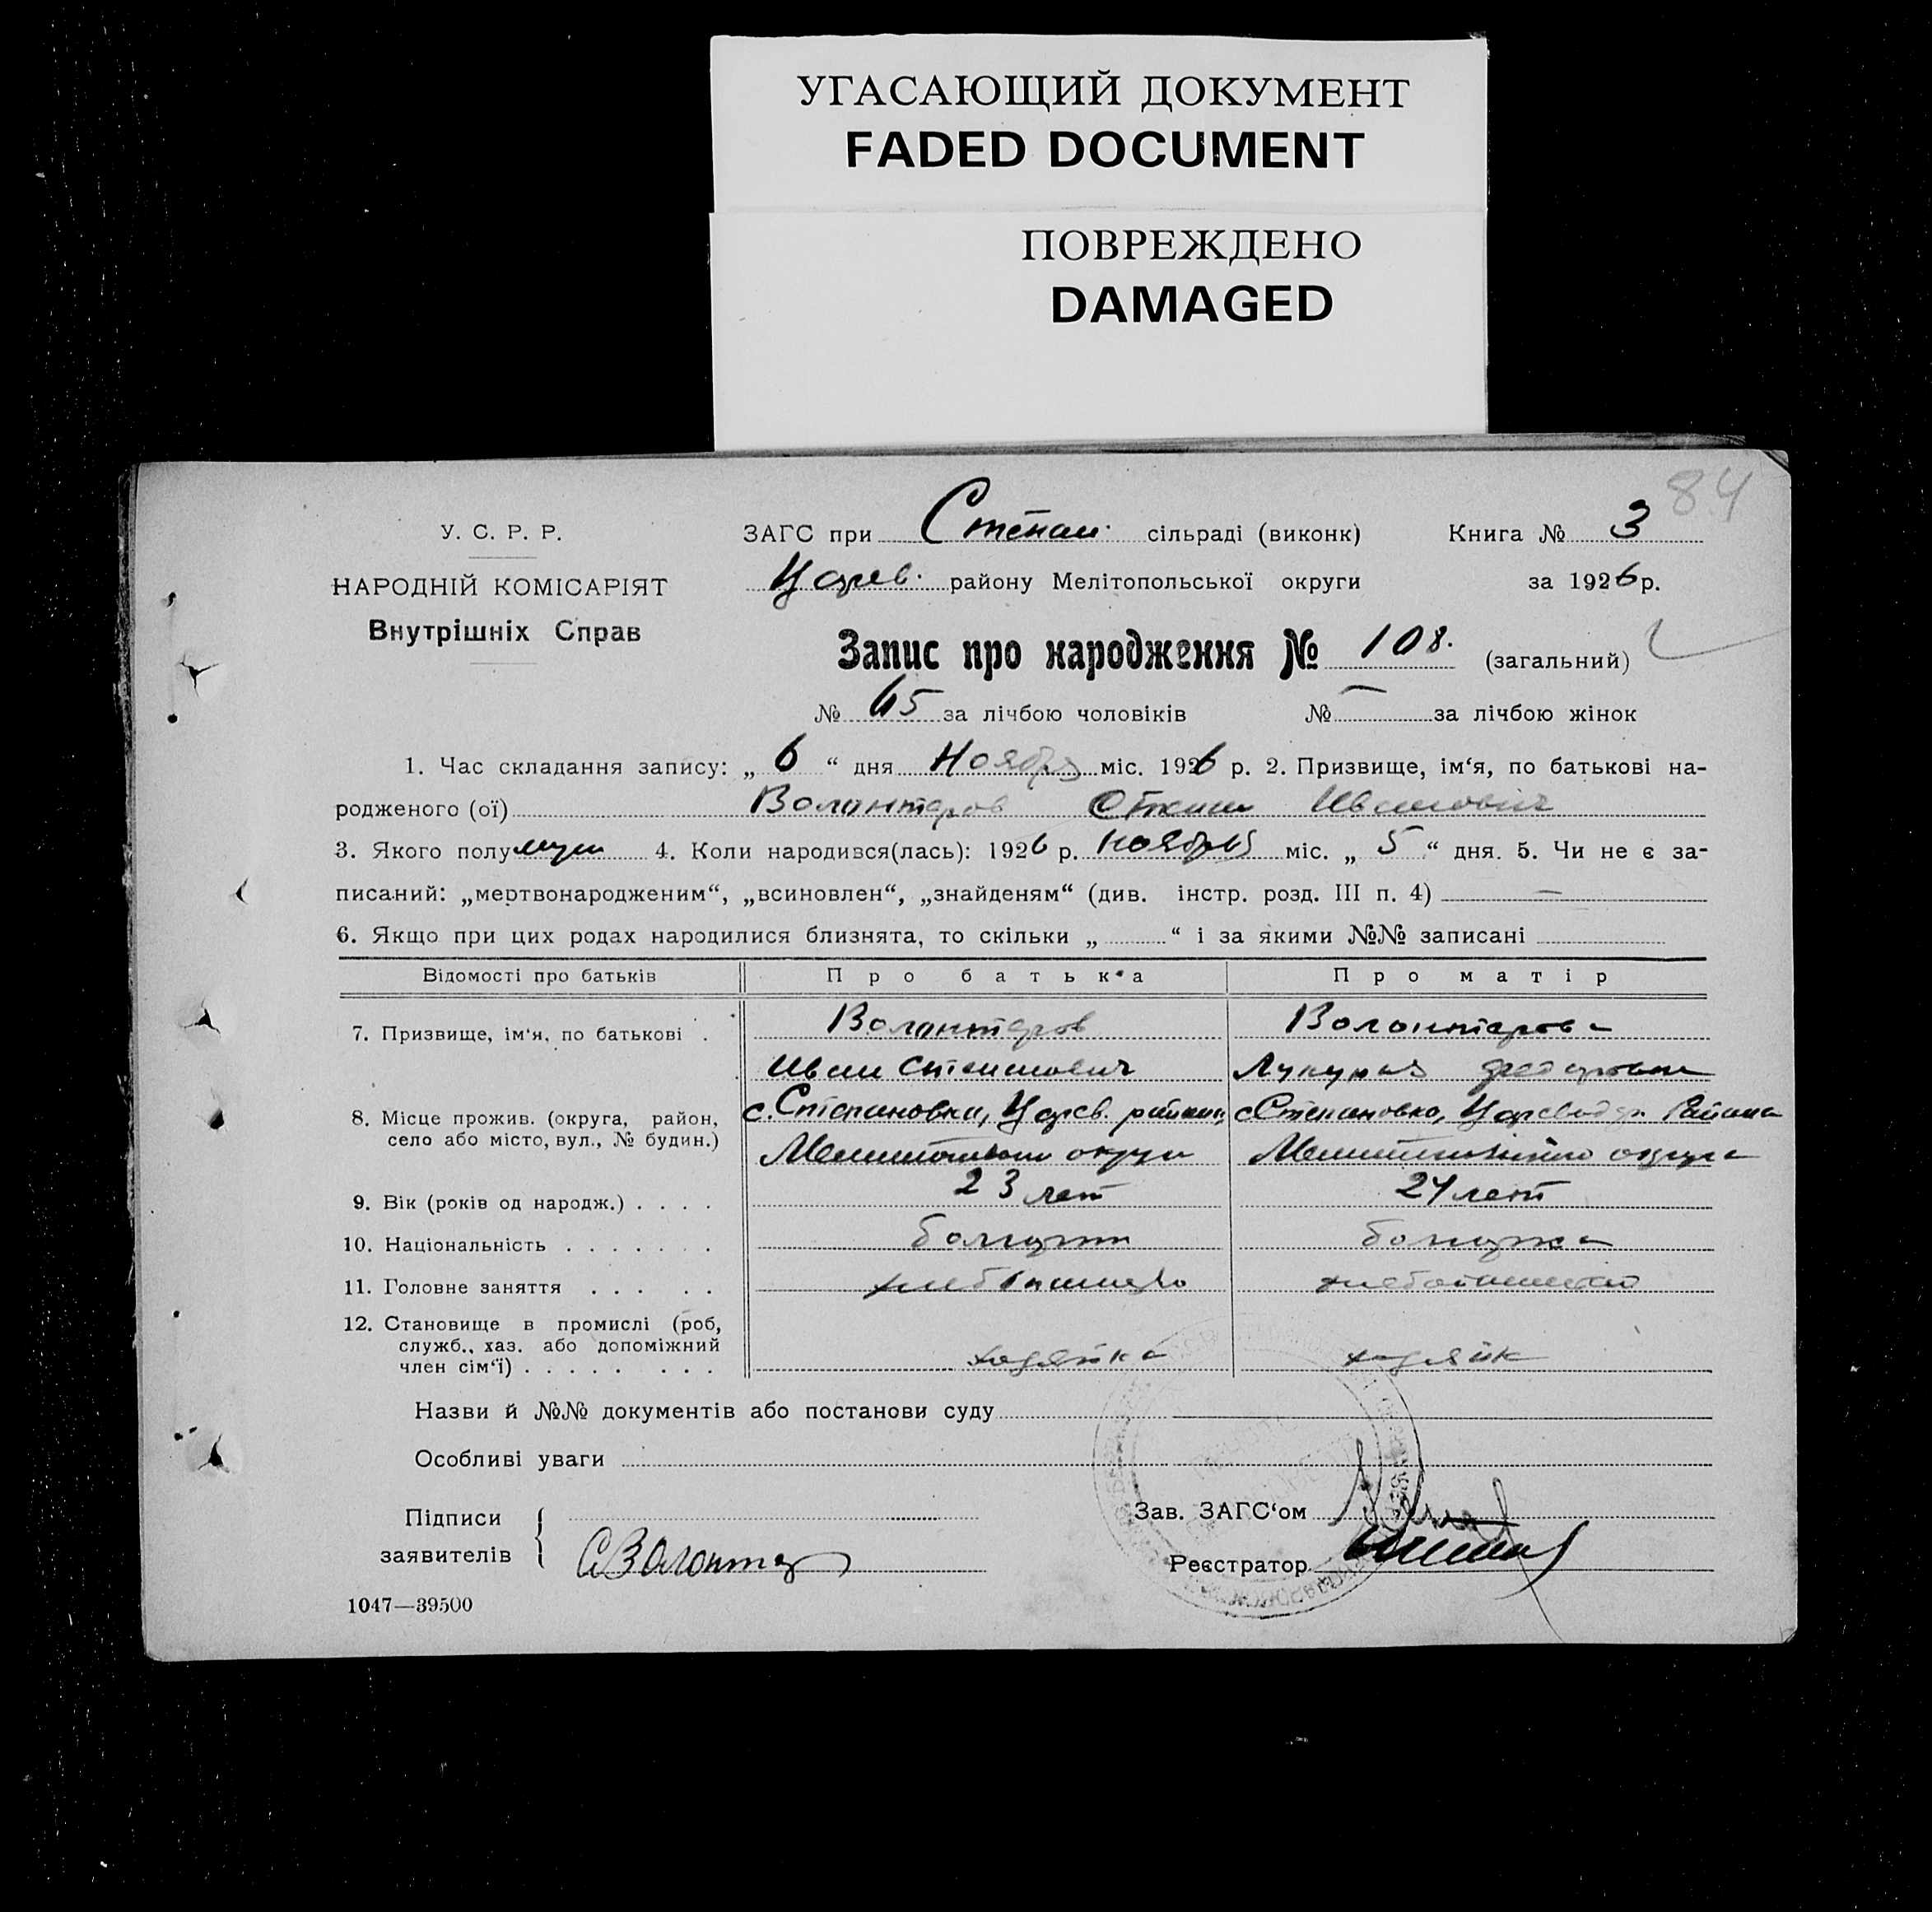 УГАСАЮЩИЙ ДОКУМЕНТ
FADED DOCUMENT
ПОВРЕЖДЕНО
DAMAGED
84
У. С. Р. Р.
НАРОДНІЙ КОМІСАРІЯТ
Внутрішніх Справ
ЗАГС при Степан. сільраді (виконк) Книга № 3
Царев. району Мелітопольської округи за 1926 р.
Запис про народження № 108. (загальний)
№ 65 за лічбою чоловіків № — за лічбою жінок
1. Час складання запису: „ 6 “ дня Ноября міс. 1926 р. 2. Призвище, ім‘я, по батькові на-
родженого (ої) Волонтаров Иванович
3. Якого полу муж 4. Коли народився(лась): 1926 р. ноября міс. „ 5 “ дня. 5. Чи не є за-
писаний: „мертвонародженим“, „всиновлен“, „знайденям“ (див. інстр. розд. III п. 4) —
6. Якщо при цих родах народилися близнята, то скільки „ “ і за якими №№ записані
Відомості про батьків Про батька Про матір
7. Призвище, ім‘я, по батькові . Волонтаров Волонтарова
Иван Степанович Лукурия Федоровна
8. Місце прожив. (округа, район, с. Степановки, Царев. района, с Степановка, Района
село або місто, вул., № будин.) Мелитопольск округи Мелитопольского округа
9. Вік (років од народж.) . . . . 23 лет 24 лет
10. Національність . . . . . . . болгарин болгарка
11. Головне заняття . . . . . хлебопашество хлебопашество
12. Становище в промислі (роб,
служб., хаз. або допоміжний
член сім‘ї) . . . . . . . . хозяйка хозяйк
Назви й №№ документів або постанови суду
Особливі уваги
Підписи
заявителів С Волонтар
Зав. ЗАГС‘ом
Реєстратор
1047—39500